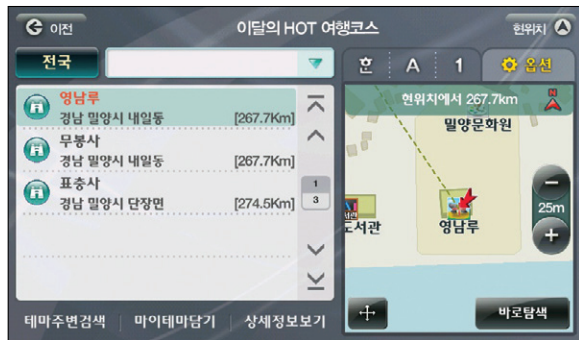 이전
이달의 HOT 여행코스
현위치
전국
훈 A 1 옵션
영남루
경남 밀양시 내일동 [267.7Km]
무봉사
경남 밀양시 내일동 [267.7Km]
표충사
경남 밀양시 단장면 [274.5Km]
1
3
현위치에서 267.7km
N
밀양문화원
도서관
영남루
25m
테마주변검색
마이테마담기
상세정보보기
바로탐색